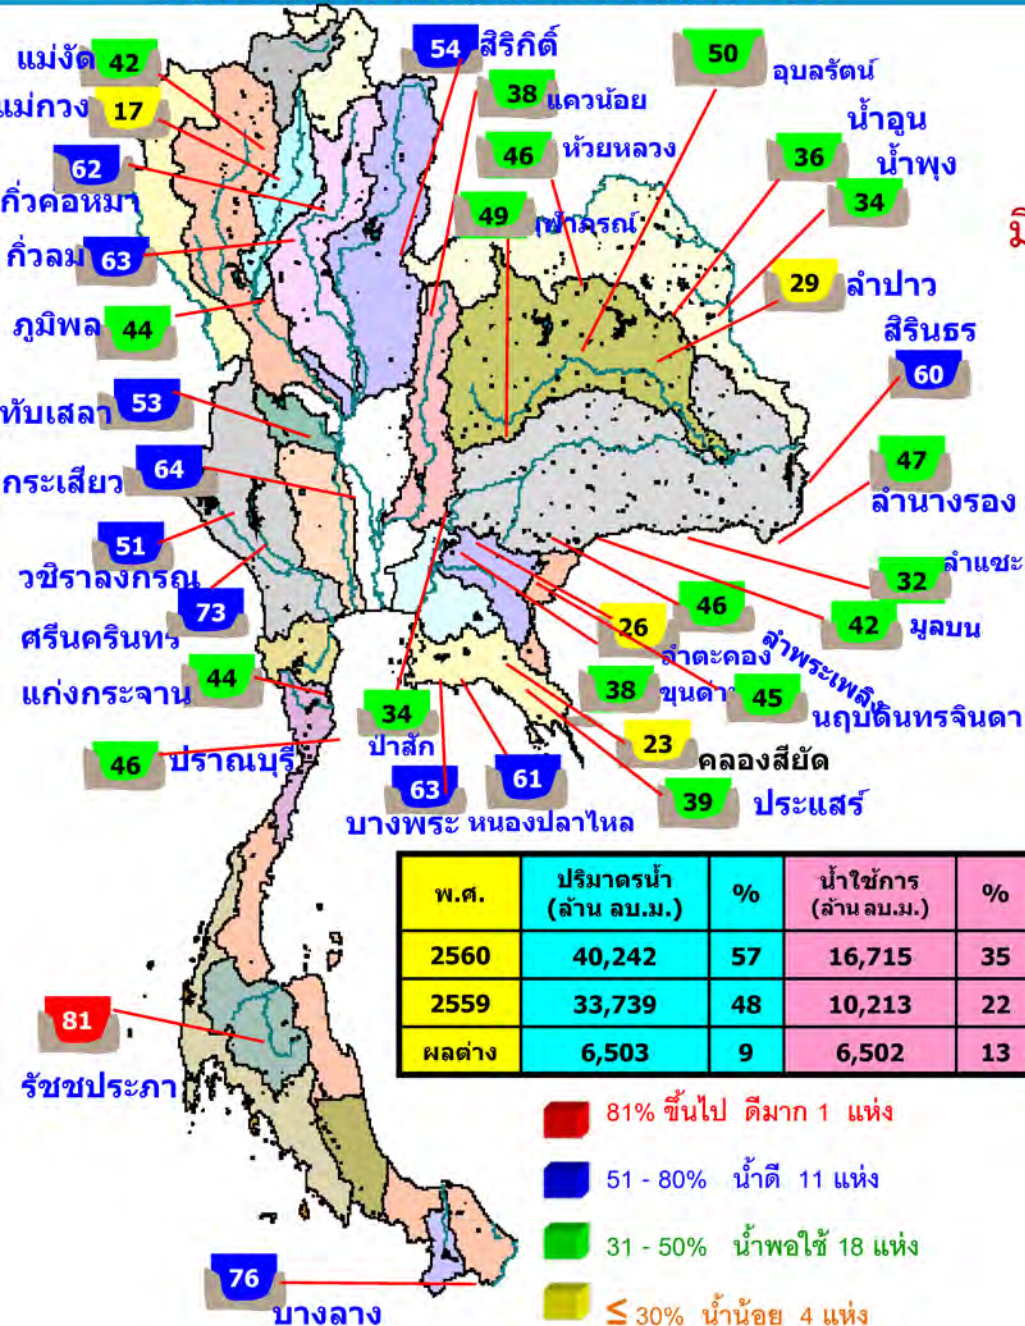 54 สิริกิติ์
แม่งัด 42
50
อุบลรัตน์
38 แควน้อย
แม่กวง 17
น้ำอูน
46 ห้วยหลวง
36
62
น้ำพุง
34
กิ่วคอหมา
49 ฬาภรณ์
มิ
กิ่วลม 63
29 ลำปาว
ภูมิพล 44
สิรินธร
60
ทับเสลา 53
47
กระเสียว 64
ลำนางรอง
51
วชิราลงกรณ
32 ลำแชะ
73
46
ศรีนครินทร์
26
42 มูลบน
ลำตะคอง
ลำพระเพลิง
แก่งกระจาน 44
38 ขุนด่าน
45 นฤบดินทรจินดา
34
ป่าสัก
23
คลองสียัด
46 ปราณบุรี
63
61
39 ประแสร์
บางพระ หนองปลาไหล
พ.ศ. ปริมาตรน้ำ (ล้าน ลบ.ม.) % น้ำใช้การ (ล้าน ลบ.ม.) %
2560 40,242 57 16,715 35
2559 33,739 48 10,213 22
ผลต่าง 6,503 9 6,502 13
81
รัชชประภา
81% ขึ้นไป ดีมาก 1 แห่ง
51 - 80% น้ำดี 11 แห่ง
31 - 50% น้ำพอใช้ 18 แห่ง
≤ 30% น้ำน้อย 4 แห่ง
76
บางลาง